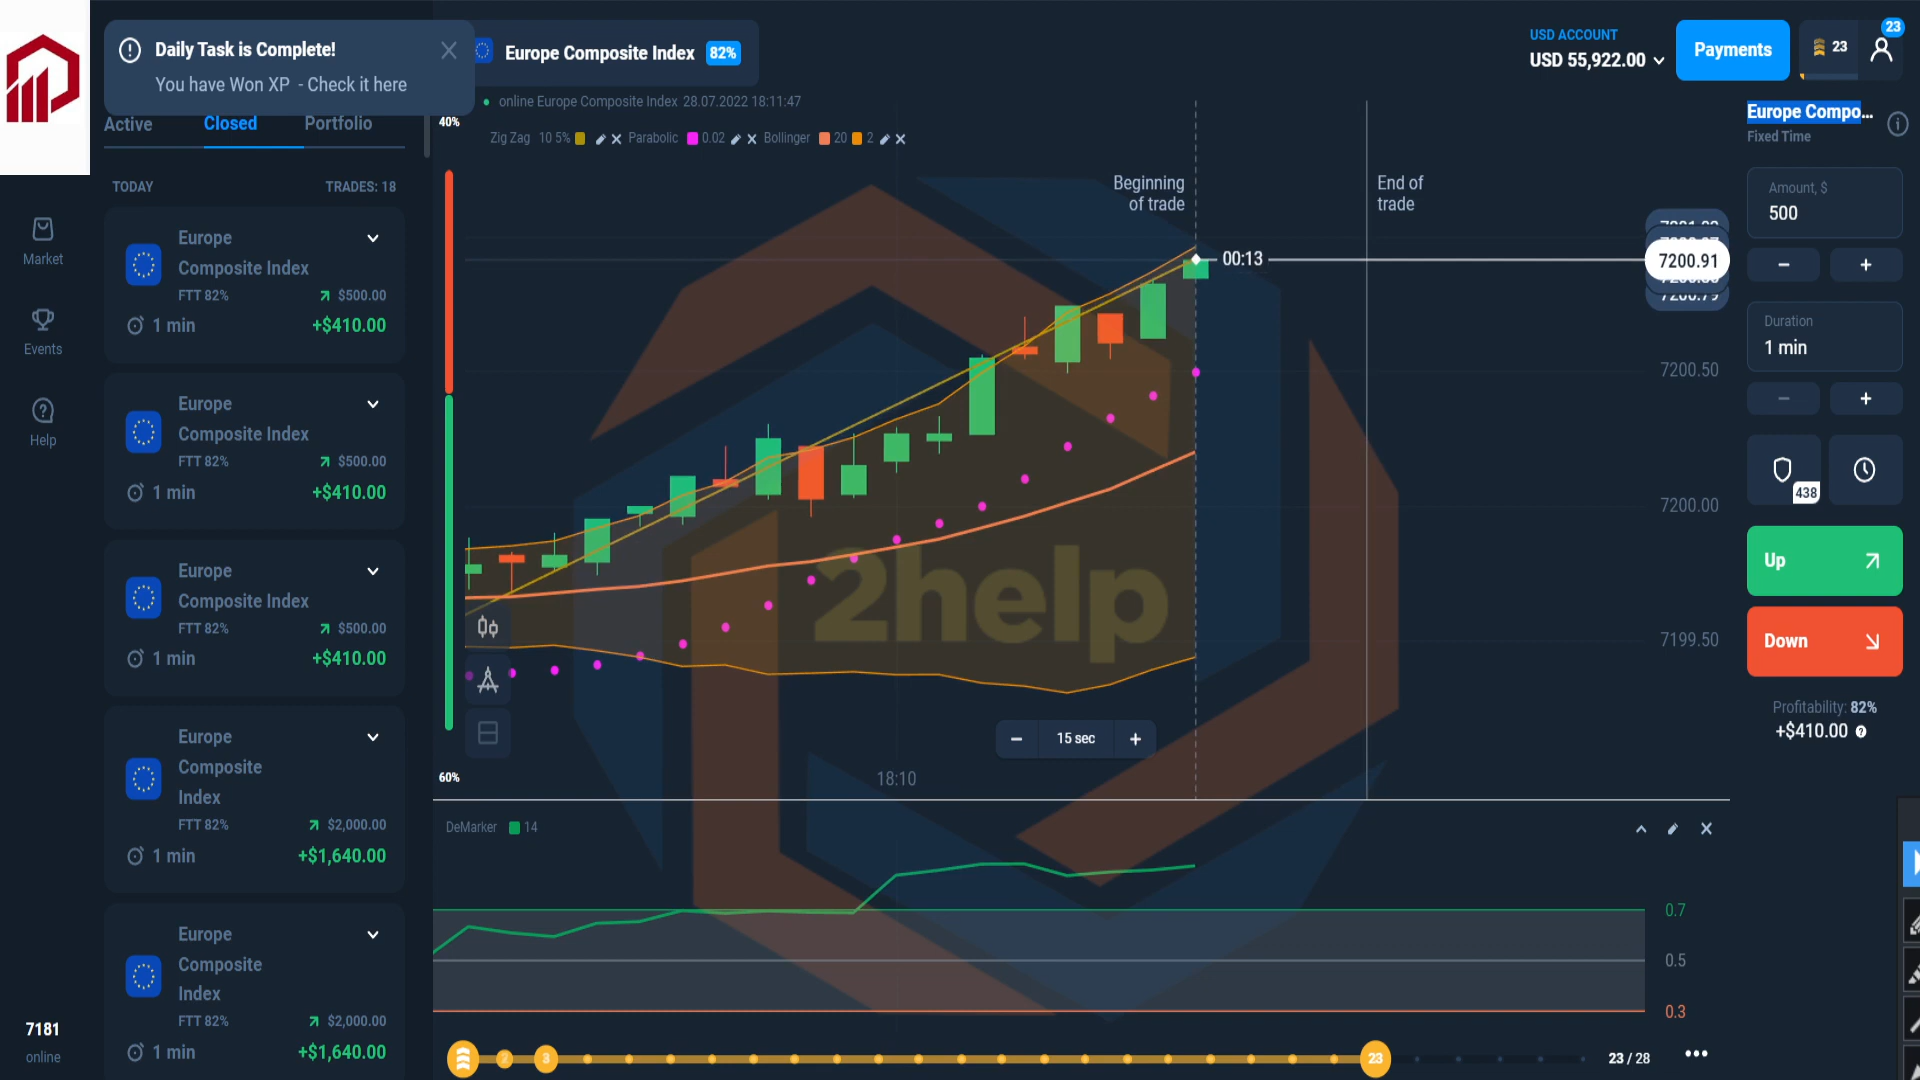 Daily Task is Complete!
You have Won XP - Check it here
Active
Closed
Portfolio
TODAY
TRADES: 18
Europe
Composite Index
FTT 82%
$500.00
1 min
+$410.00
Europe
Composite Index
FTT 82%
$500.00
1 min
+$410.00
Europe
Composite Index
FTT 82%
$500.00
1 min
+$410.00
Europe
Composite
Index
FTT 82%
$2,000.00
1 min
+$1,640.00
Europe
Composite
Index
FTT 82%
$2,000.00
1 min
+$1,640.00
Market
Events
Help
7181
online
Europe Composite Index 82%
online Europe Composite Index 28.07.2022 18:11:47
40%
Zig Zag 10 5% Parabolic 0.02 Bollinger 20 2
Beginning
of trade
End of
trade
00:13
7200.91
7200.50
7200.00
7199.50
2help
15 sec
18:10
60%
DeMarker 14
0.7
0.5
0.3
2
3
23
23 / 28
USD ACCOUNT
USD 55,922.00
Payments
23
23
Europe Compo...
Fixed Time
Amount, $
500
Duration
1 min
438
Up
Down
Profitability: 82%
+$410.00